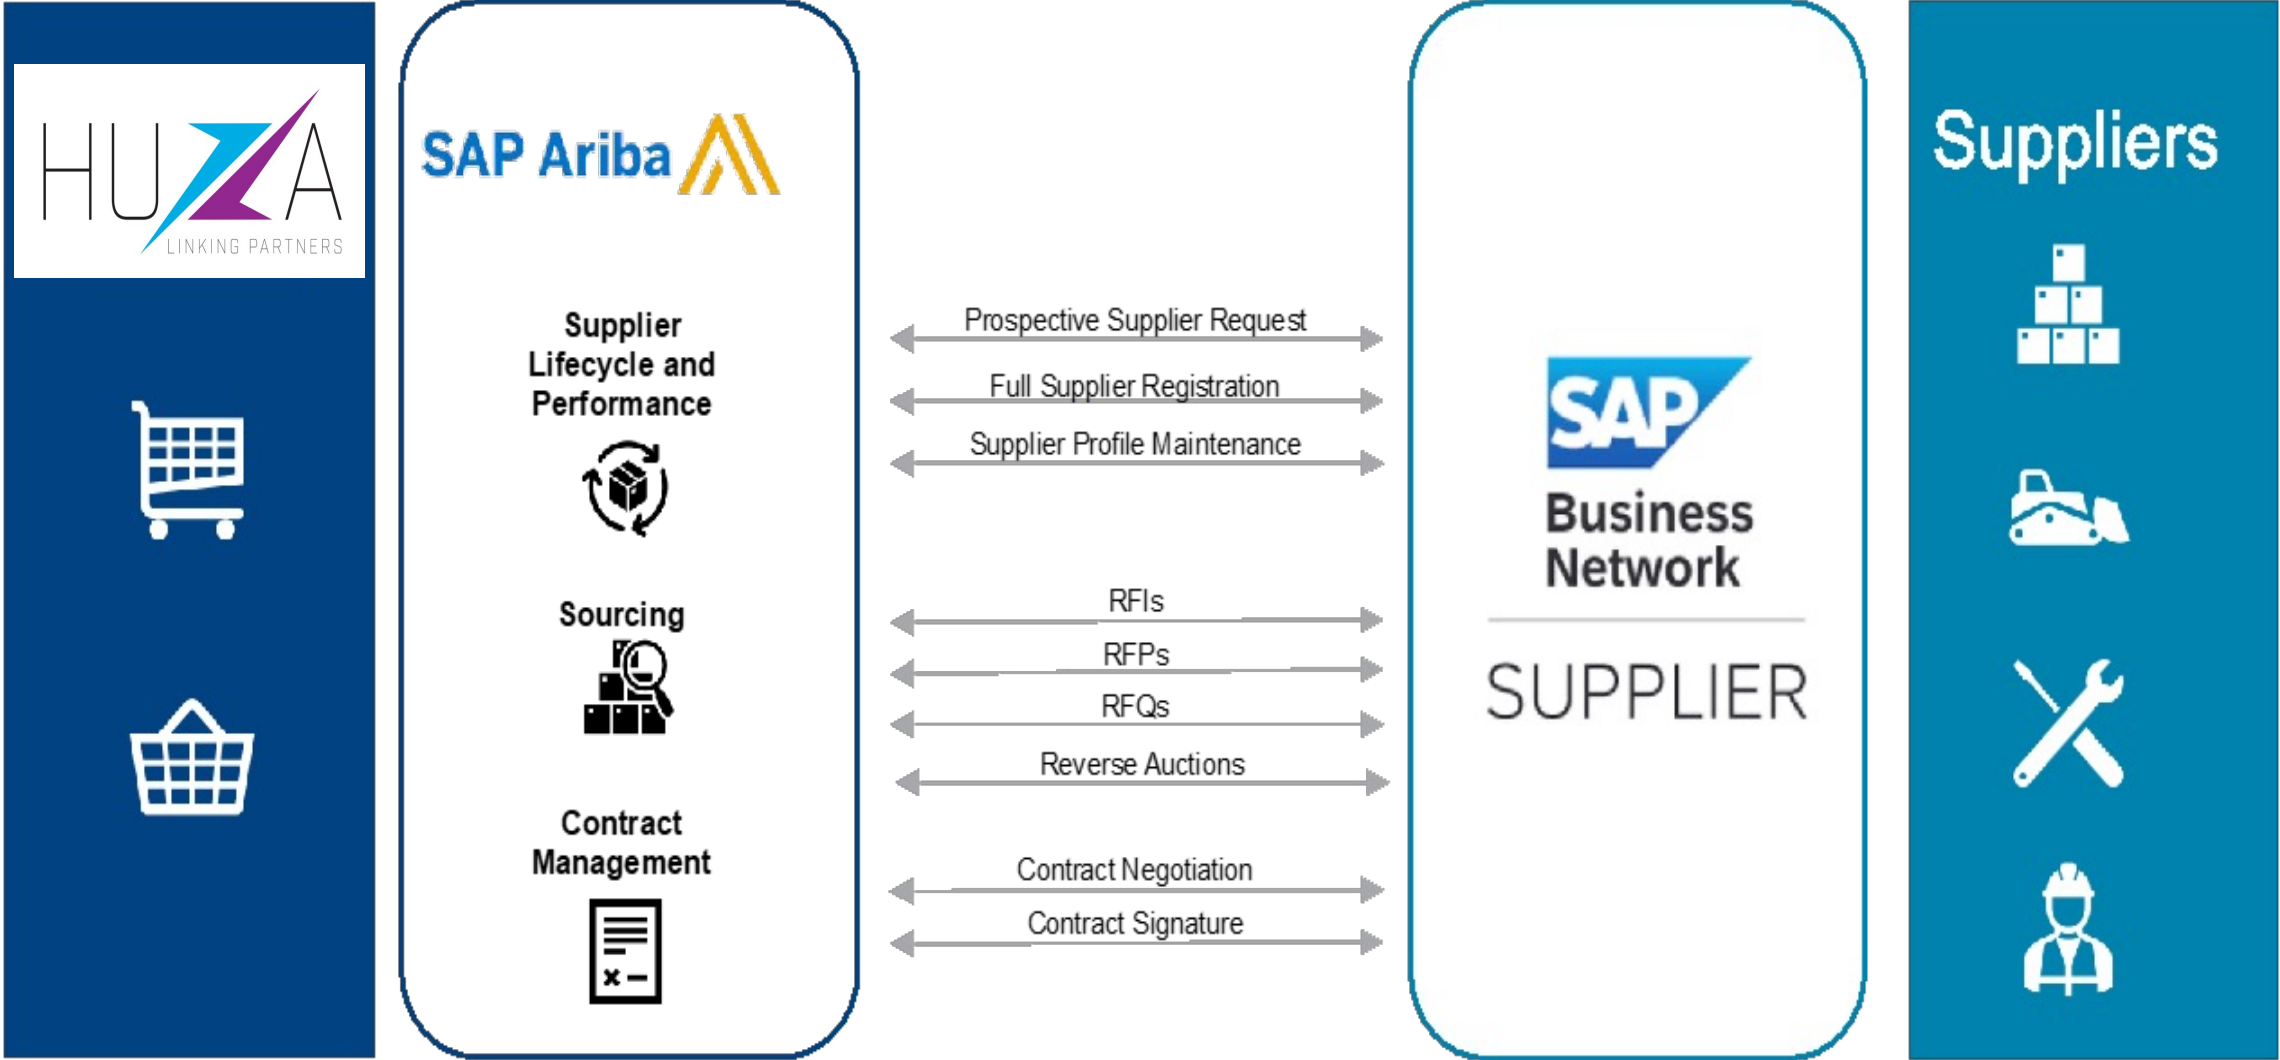 HUZA
LINKING PARTNERS
SAP Ariba
Supplier
Lifecycle and
Performance
Sourcing
Contract
Management
Prospective Supplier Request
Full Supplier Registration
Supplier Profile Maintenance
RFIs
RFPs
RFQs
Reverse Auctions
Contract Negotiation
Contract Signature
SAP
Business
Network
SUPPLIER
Suppliers